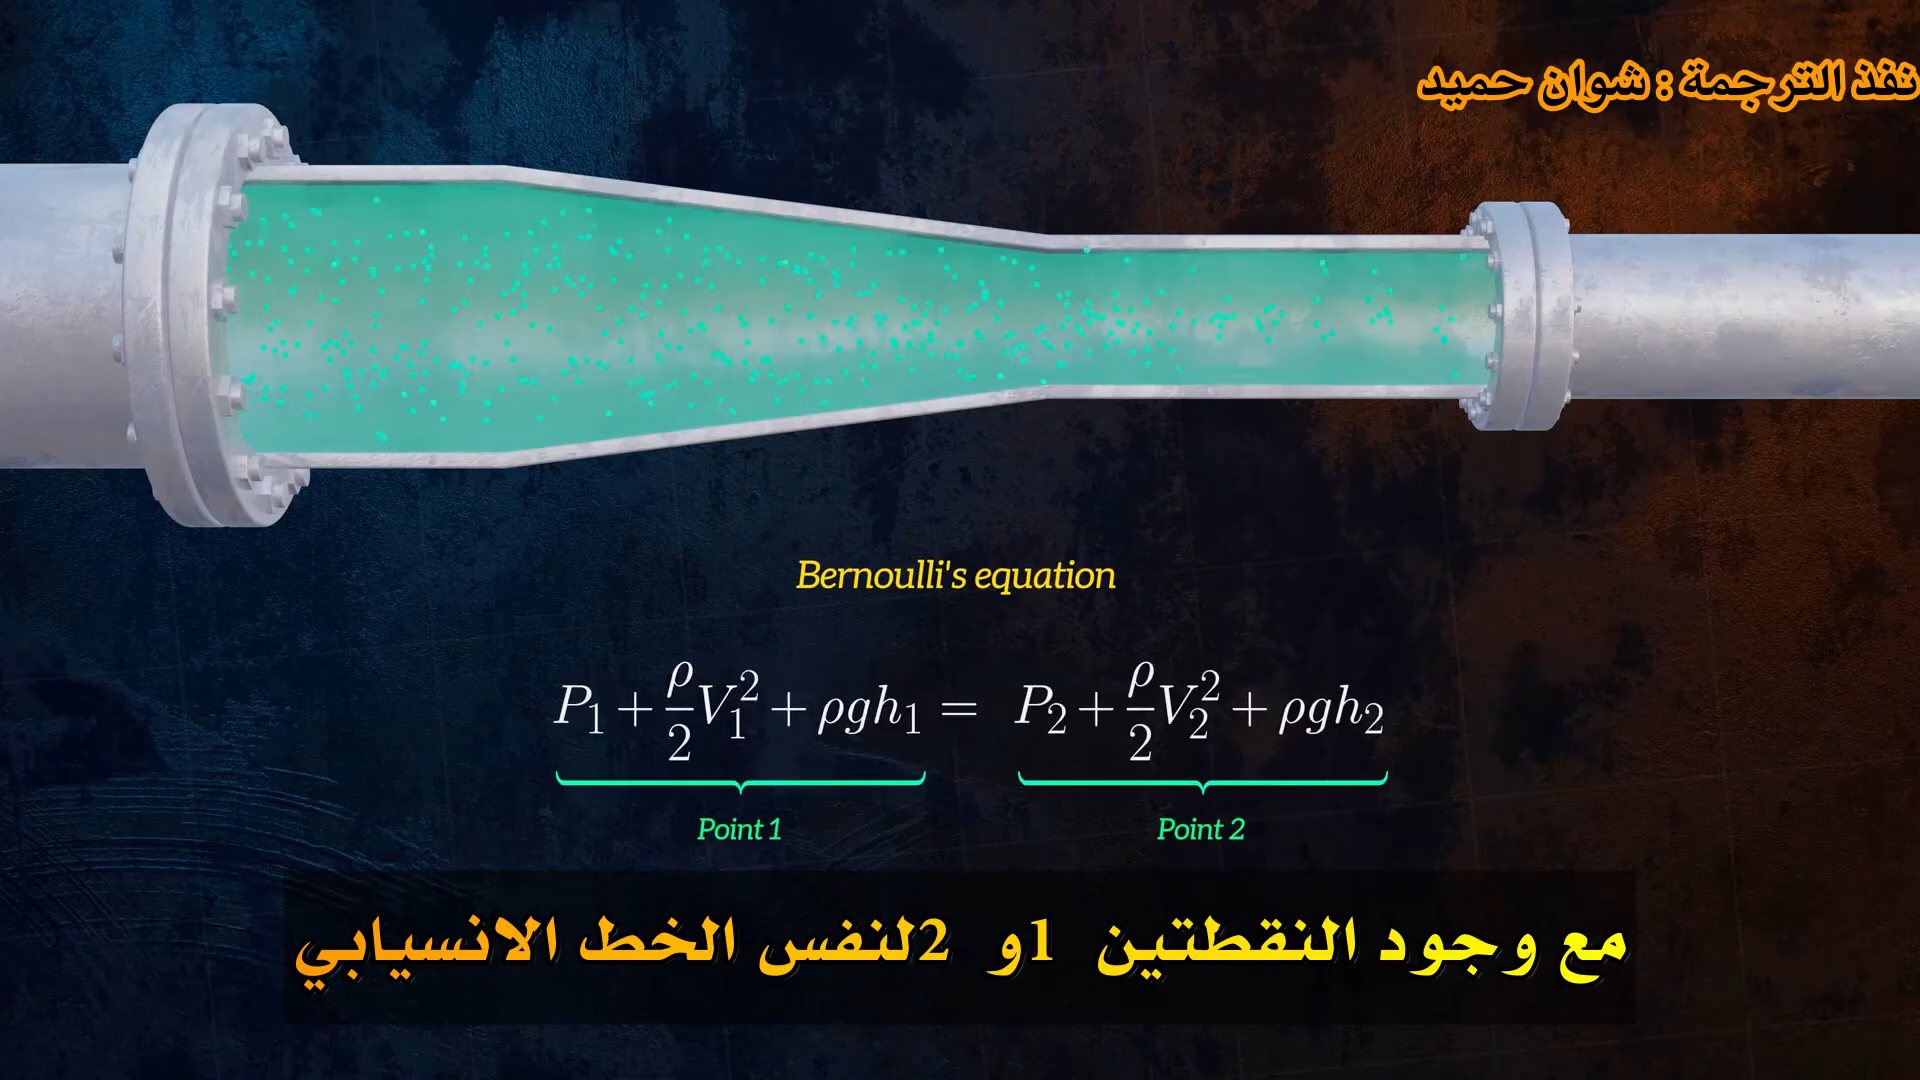 نفذ الترجمة : شوان حميد
Bernoulli's equation
P₁ + ρ/2 V₁² + ρgh₁ = P₂ + ρ/2 V₂² + ρgh₂
Point 1 Point 2
مع وجود النقطتين 1و 2لنفس الخط الانسيابي